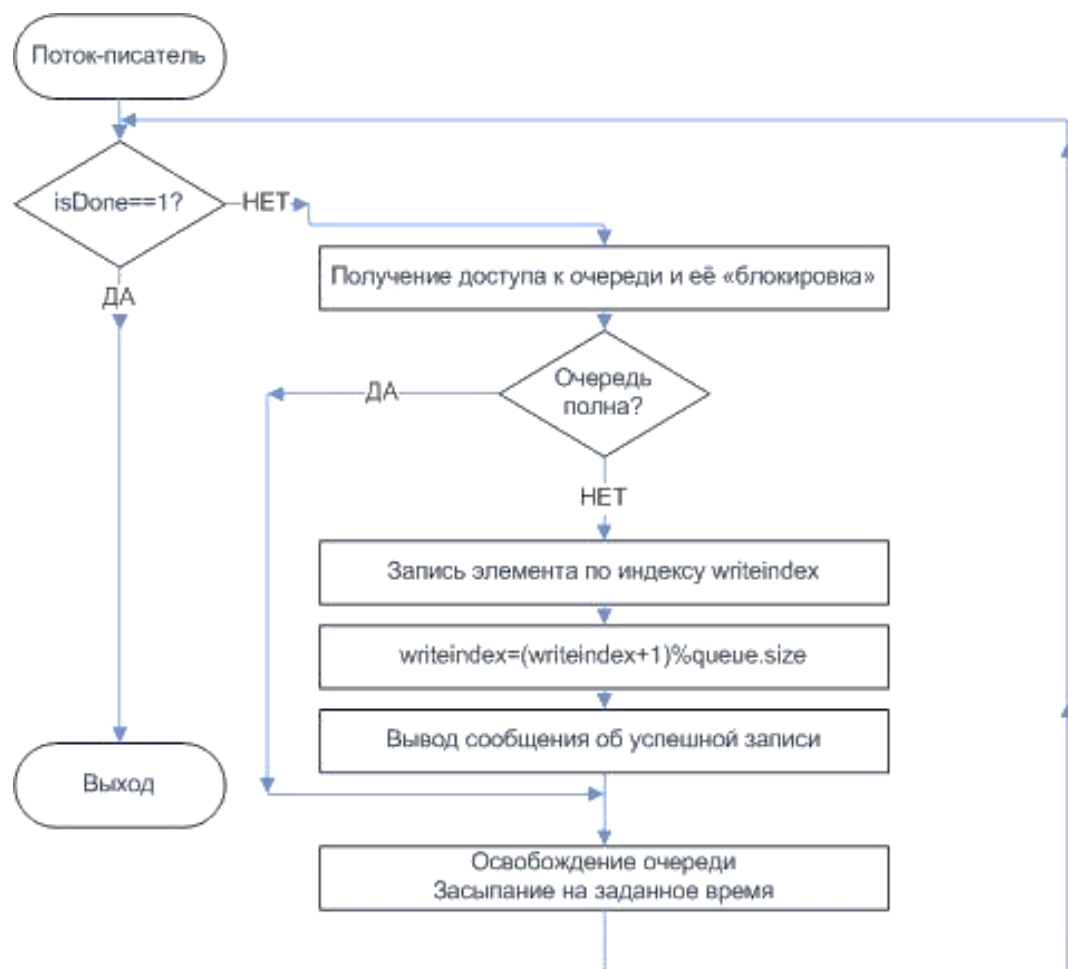 Поток-писатель
isDone==1?
НЕТ
ДА
Получение доступа к очереди и её «блокировка»
Очередь
полна?
ДА
НЕТ
Запись элемента по индексу writeindex
writeindex=(writeindex+1)%queue.size
Вывод сообщения об успешной записи
Выход
Освобождение очереди
Засыпание на заданное время